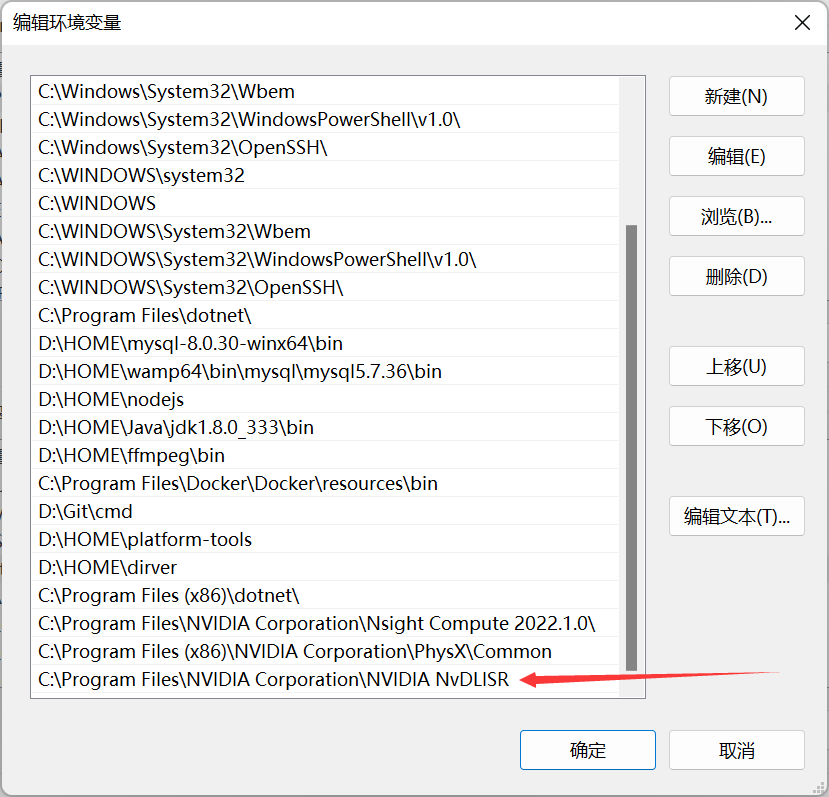 编辑环境变量
C:\Windows\System32\Wbem
C:\Windows\System32\WindowsPowerShell\v1.0\
C:\Windows\System32\OpenSSH\
C:\WINDOWS\system32
C:\WINDOWS
C:\WINDOWS\System32\Wbem
C:\WINDOWS\System32\WindowsPowerShell\v1.0\
C:\WINDOWS\System32\OpenSSH\
C:\Program Files\dotnet\
D:\HOME\mysql-8.0.30-winx64\bin
D:\HOME\wamp64\bin\mysql\mysql5.7.36\bin
D:\HOME\nodejs
D:\HOME\Java\jdk1.8.0_333\bin
D:\HOME\ffmpeg\bin
C:\Program Files\Docker\Docker\resources\bin
D:\Git\cmd
D:\HOME\platform-tools
D:\HOME\dirver
C:\Program Files (x86)\dotnet\
C:\Program Files\NVIDIA Corporation\Nsight Compute 2022.1.0\
C:\Program Files (x86)\NVIDIA Corporation\PhysX\Common
C:\Program Files\NVIDIA Corporation\NVIDIA NvDLISR
新建(N)
编辑(E)
浏览(B)...
删除(D)
上移(U)
下移(O)
编辑文本(T)...
确定
取消